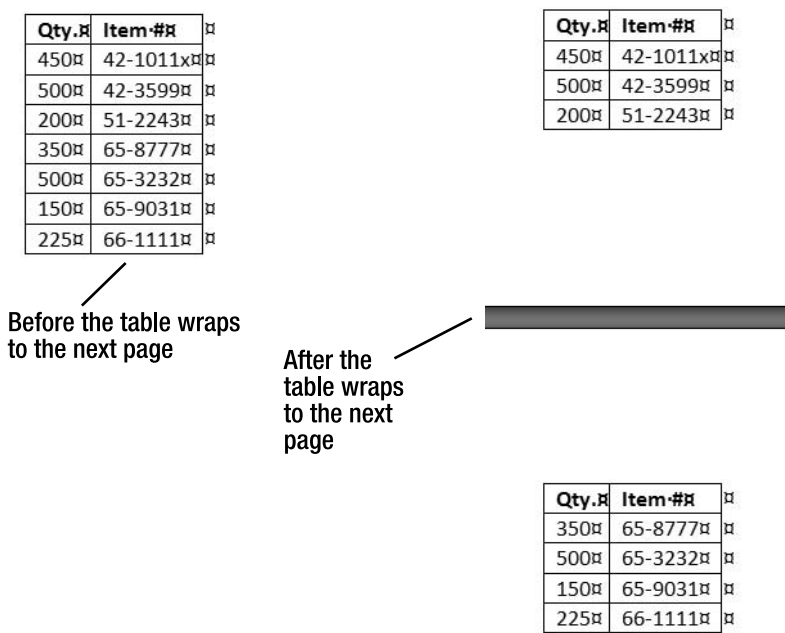 Qty.¤ Item·#¤ ¤
450¤ 42-1011x¤¤
500¤ 42-3599¤ ¤
200¤ 51-2243¤ ¤
350¤ 65-8777¤ ¤
500¤ 65-3232¤ ¤
150¤ 65-9031¤ ¤
225¤ 66-1111¤ ¤
Before the table wraps
to the next page
Qty.¤ Item·#¤ ¤
450¤ 42-1011x¤¤
500¤ 42-3599¤ ¤
200¤ 51-2243¤ ¤
After the
table wraps
to the next
page
Qty.¤ Item·#¤ ¤
350¤ 65-8777¤ ¤
500¤ 65-3232¤ ¤
150¤ 65-9031¤ ¤
225¤ 66-1111¤ ¤